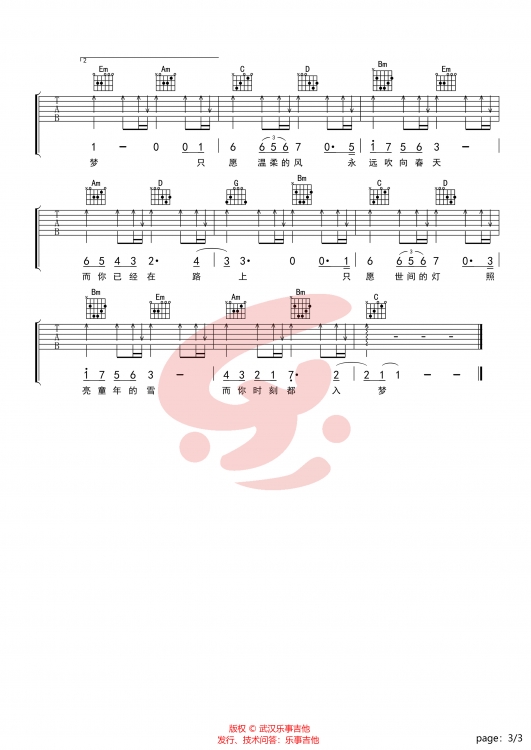 2
Em Am C D Bm Em
T A B
1 - 0 0 1 6 6 5 6 7 0· 5 1 7 5 6 3 -
3
梦 只 愿 温 柔 的 风 永 远 吹 向 春 天
Am D G Bm Am D
T A B
6 5 4 3 2· 4 3 3· 0 0 0· 1 6 6 5 6 7 0· 3
3
而 你 已 经 在 路 上 只 愿 世 间 的 灯 照
Bm Em Am Bm C
T A B
1 7 5 6 3 - 4 3 2 1 7· 2 2 1 1 - - -
亮 童 年 的 雪 而 你 时 刻 都 入 梦
版权 © 武汉乐事吉他
发行、技术问答：乐事吉他
page：3/3